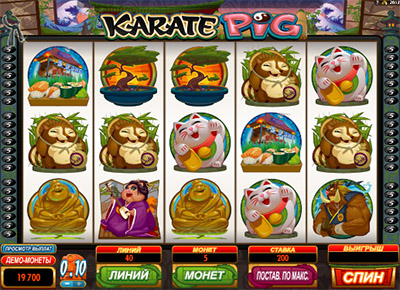 KARATE PIG
ПРОСМОТР ВЫПЛАТ
ДЕМО-МОНЕТЫ
19 700
0.10
ЛИНИЙ
40
ЛИНИЙ
МОНЕТ
5
МОНЕТ
СТАВКА
200
ПОСТАВ. ПО МАКС.
ВЫИГРЫШ
СПИН